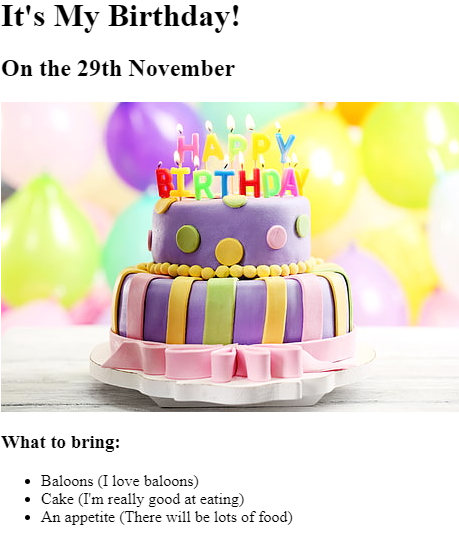 It's My Birthday!
On the 29th November
HAPPY
BIRTHDAY
What to bring:
Baloons (I love baloons)
Cake (I'm really good at eating)
An appetite (There will be lots of food)